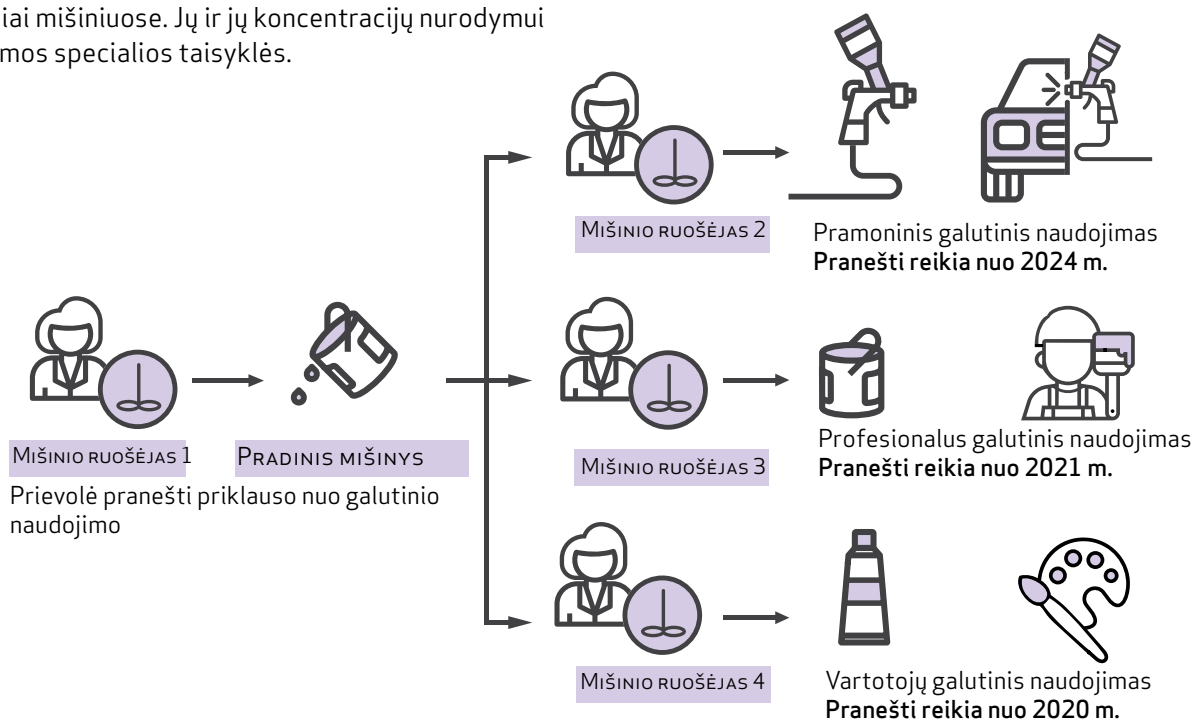 iai mišiniuose. Jų ir jų koncentracijų nurodymui
mos specialios taisyklės.
Mišinio ruošėjas 2
Pramoninis galutinis naudojimas
Pranešti reikia nuo 2024 m.
Mišinio ruošėjas 1
Pradinis mišinys
Prievolė pranešti priklauso nuo galutinio
naudojimo
Mišinio ruošėjas 3
Profesionalus galutinis naudojimas
Pranešti reikia nuo 2021 m.
Mišinio ruošėjas 4
Vartotojų galutinis naudojimas
Pranešti reikia nuo 2020 m.